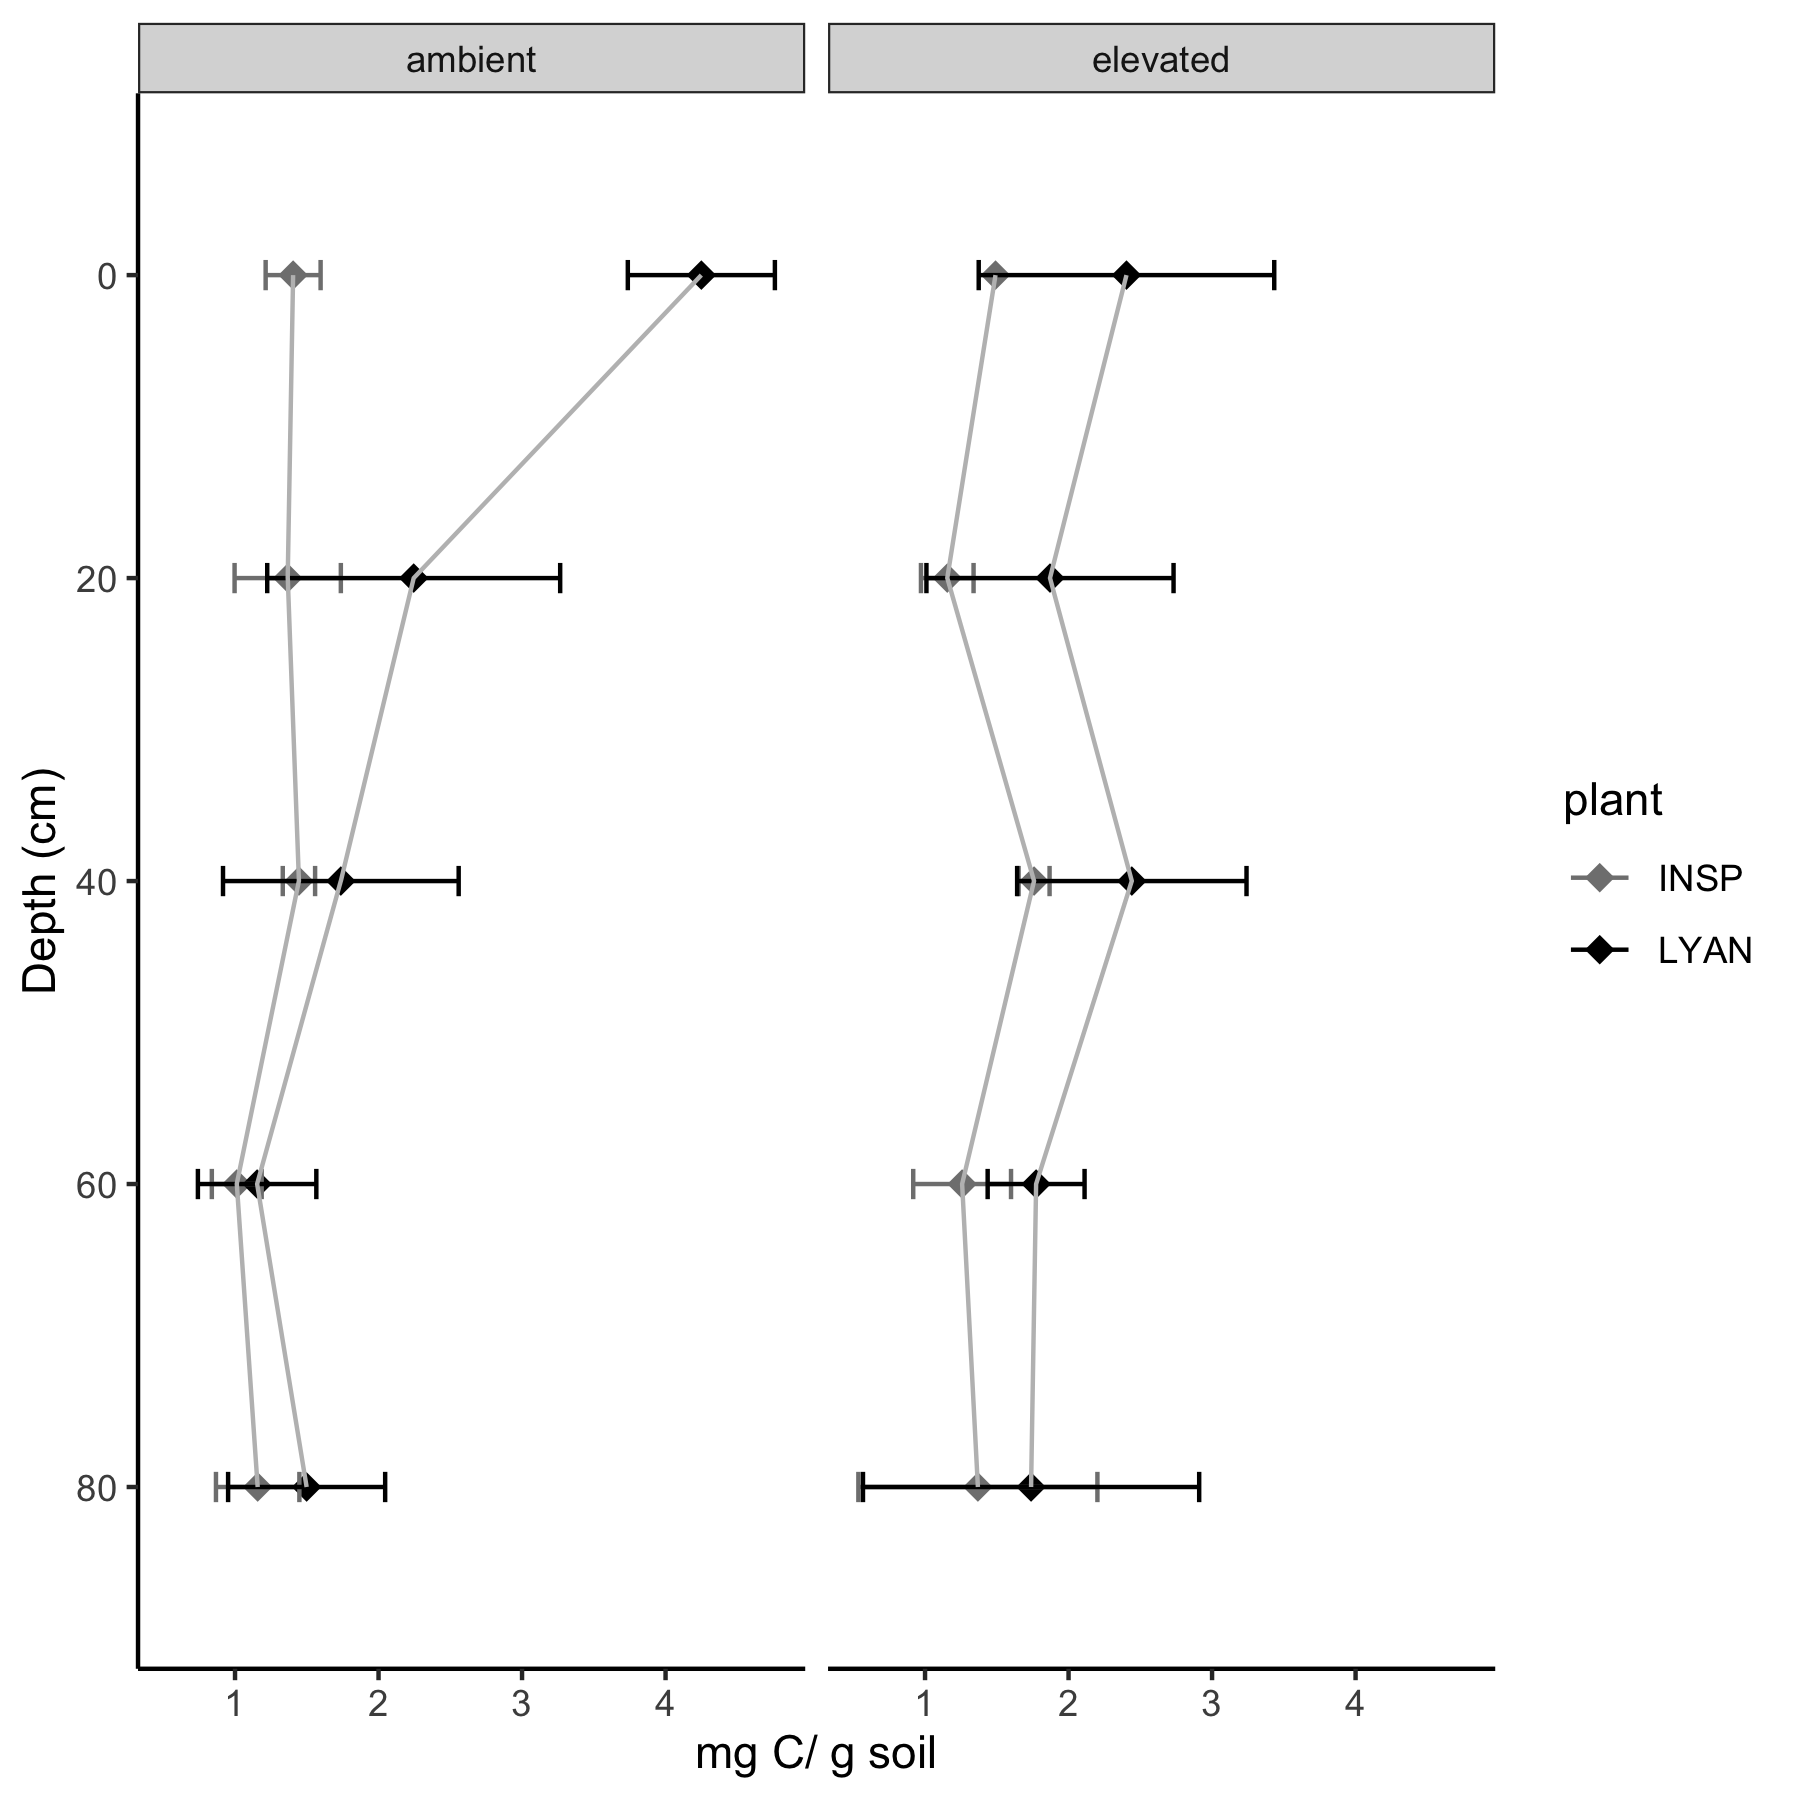 ambient
elevated
0
20
40
60
80
Depth (cm)
1 2 3 4
1 2 3 4
mg C/ g soil
plant
INSP
LYAN